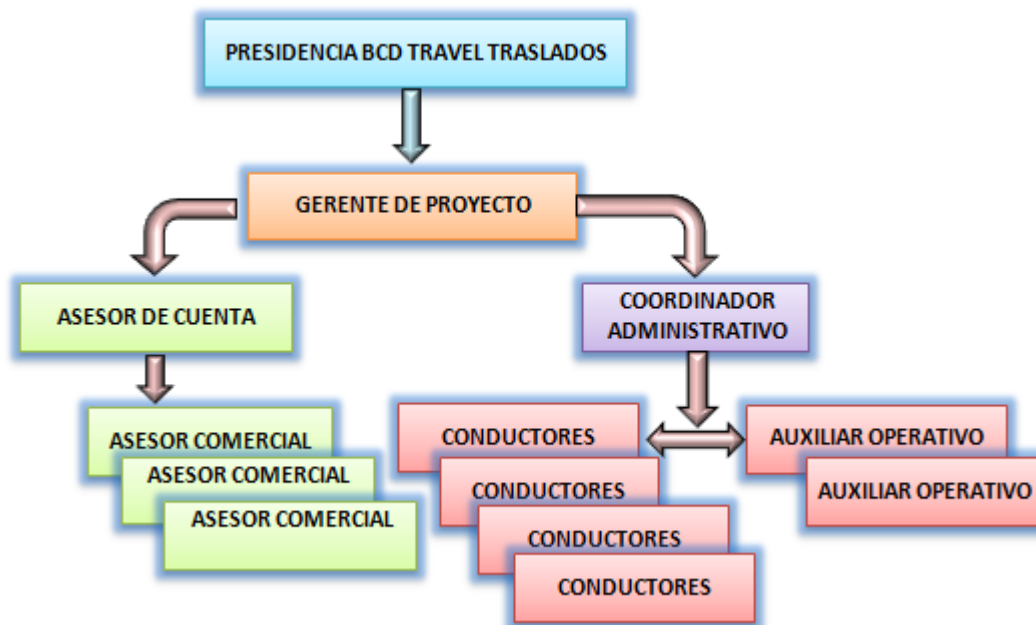 PRESIDENCIA BCD TRAVEL TRASLADOS
GERENTE DE PROYECTO
ASESOR DE CUENTA
COORDINADOR
ADMINISTRATIVO
ASESOR COMERCIAL
ASESOR COMERCIAL
ASESOR COMERCIAL
CONDUCTORES
CONDUCTORES
CONDUCTORES
CONDUCTORES
AUXILIAR OPERATIVO
AUXILIAR OPERATIVO